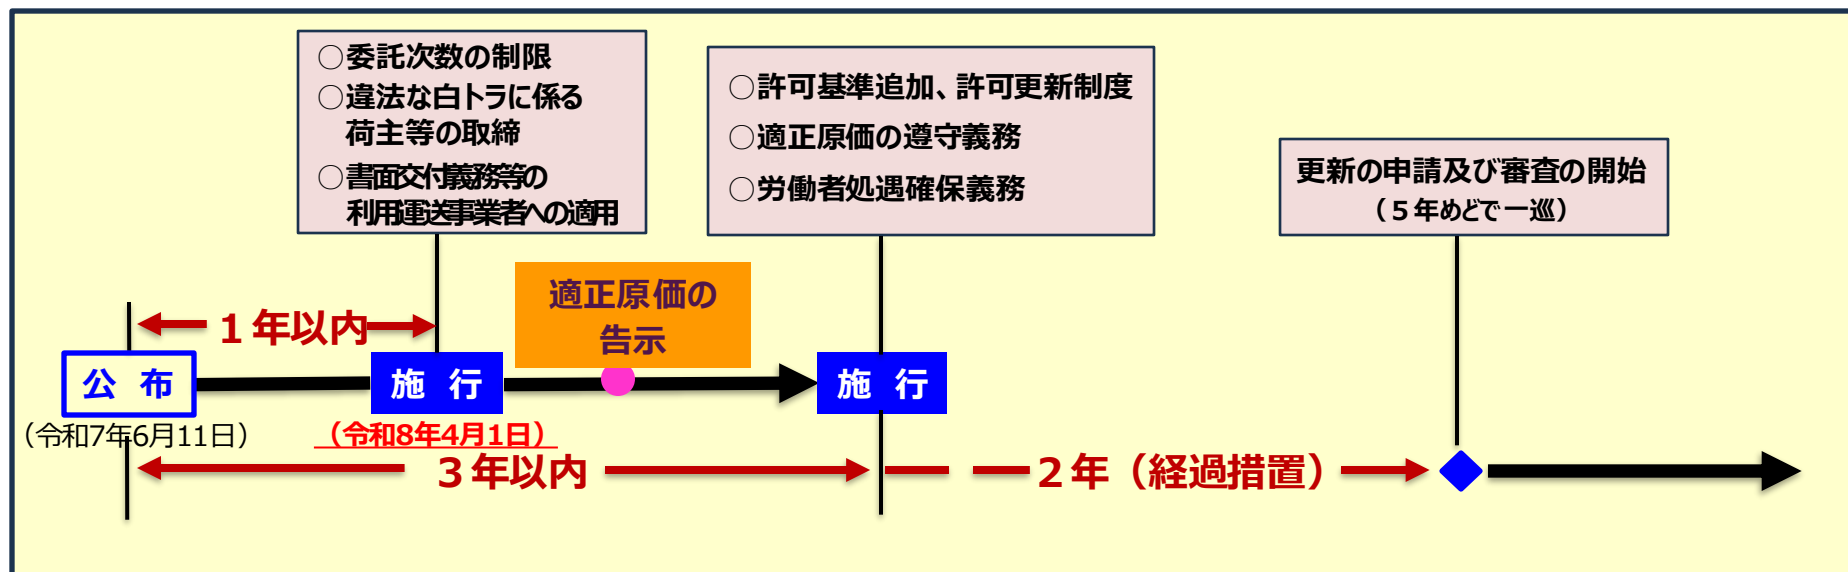 ○委託次数の制限
○違法な白トラに係る
荷主等の取締
○書面交付義務等の
利用運送事業者への適用
○許可基準追加、許可更新制度
○適正原価の遵守義務
○労働者処遇確保義務
更新の申請及び審査の開始
（５年めどで一巡）
適正原価の
告示
１年以内
公 布
施 行
施 行
（令和7年6月11日）
（令和8年4月1日）
３年以内
２年（経過措置）